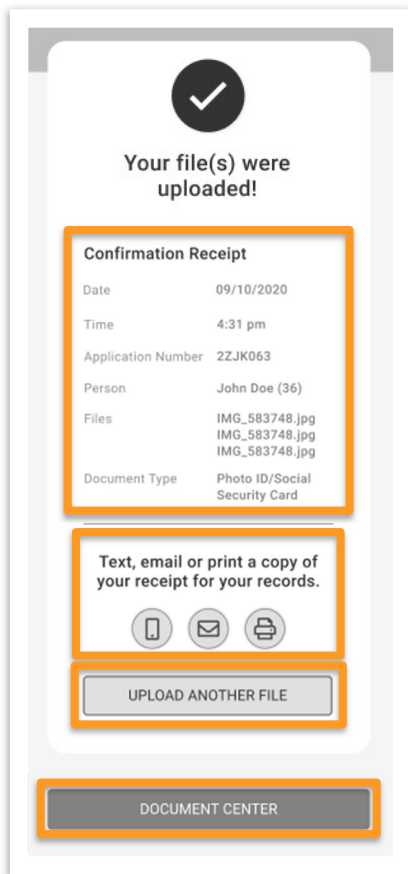 Your file(s) were
uploaded!
Confirmation Receipt
Date 09/10/2020
Time 4:31 pm
Application Number 2ZJK063
Person John Doe (36)
Files IMG_583748.jpg
IMG_583748.jpg
IMG_583748.jpg
Document Type Photo ID/Social
Security Card
Text, email or print a copy of
your receipt for your records.
UPLOAD ANOTHER FILE
DOCUMENT CENTER